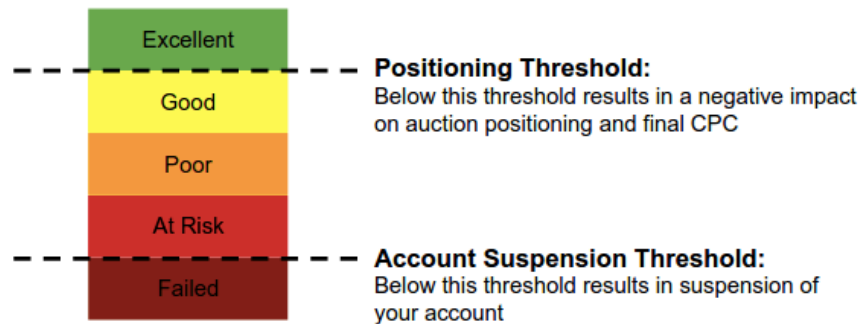 Excellent
Positioning Threshold:
Below this threshold results in a negative impact
on auction positioning and final CPC
Good
Poor
At Risk
Account Suspension Threshold:
Below this threshold results in suspension of
your account
Failed